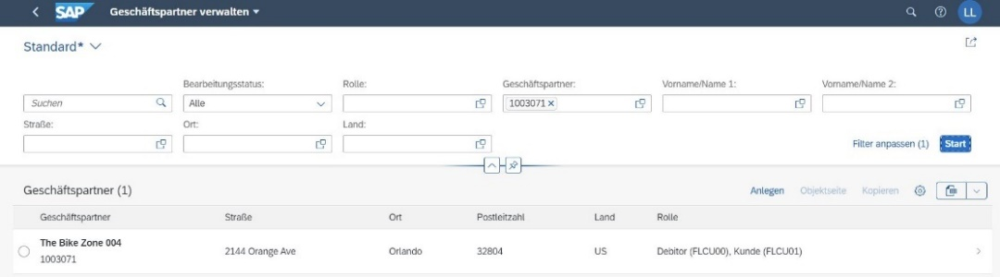 SAP Geschäftspartner verwalten LL
Standard*
Bearbeitungsstatus: Rolle: Geschäftspartner: Vorname/Name 1: Vorname/Name 2:
Suchen Alle 1003071
Straße: Ort: Land:
Filter anpassen (1) Start
Geschäftspartner (1) Anlegen Objektseite Kopieren
Geschäftspartner Straße Ort Postleitzahl Land Rolle
The Bike Zone 004
1003071 2144 Orange Ave Orlando 32804 US Debitor (FLCU00), Kunde (FLCU01)